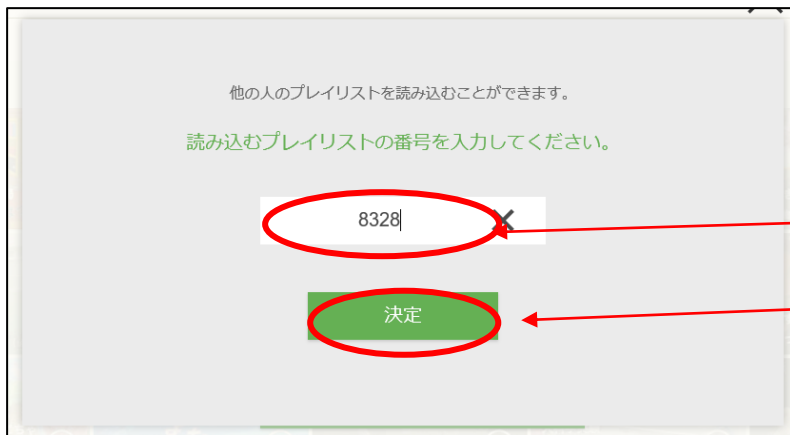 他の人のプレイリストを読み込むことができます。
読み込むプレイリストの番号を入力してください。
8328
決定